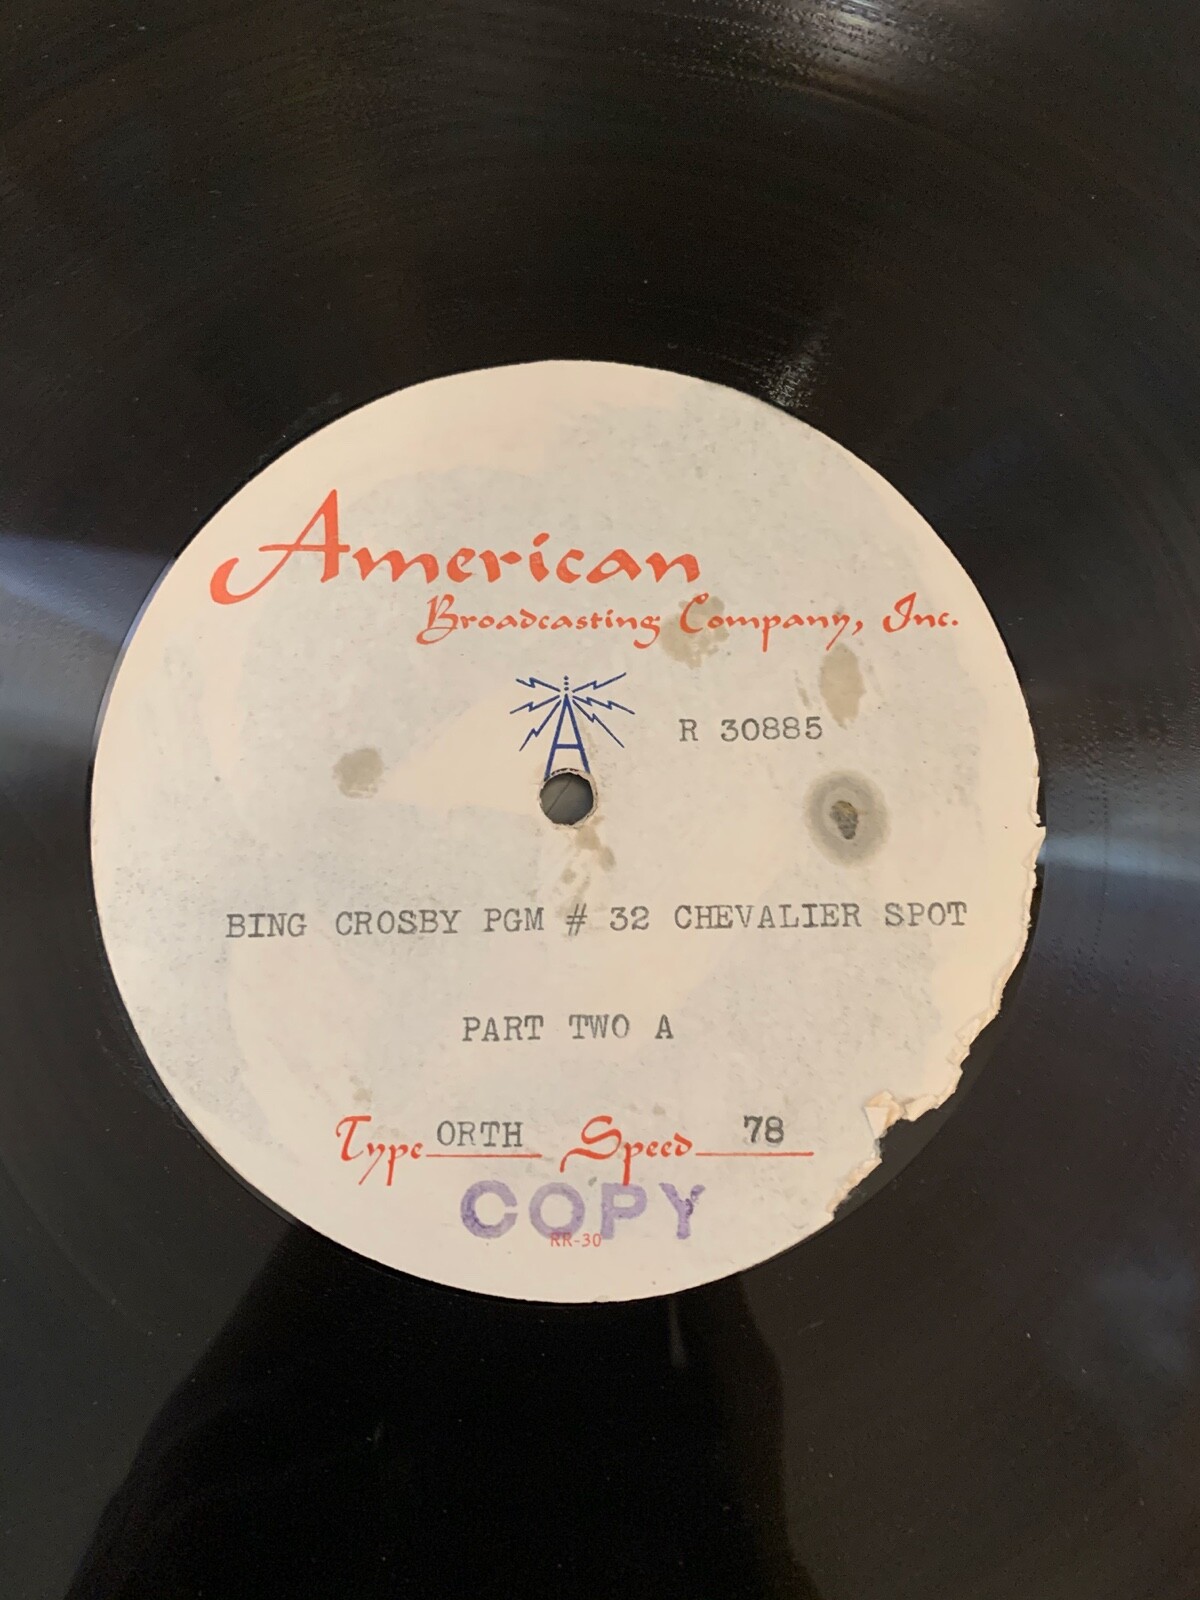 American
Broadcasting Company, Inc.
R 30885
BING CROSBY PGM # 32 CHEVALIER SPOT
PART TWO A
Type ORTH Speed 78
COPY
RR-30